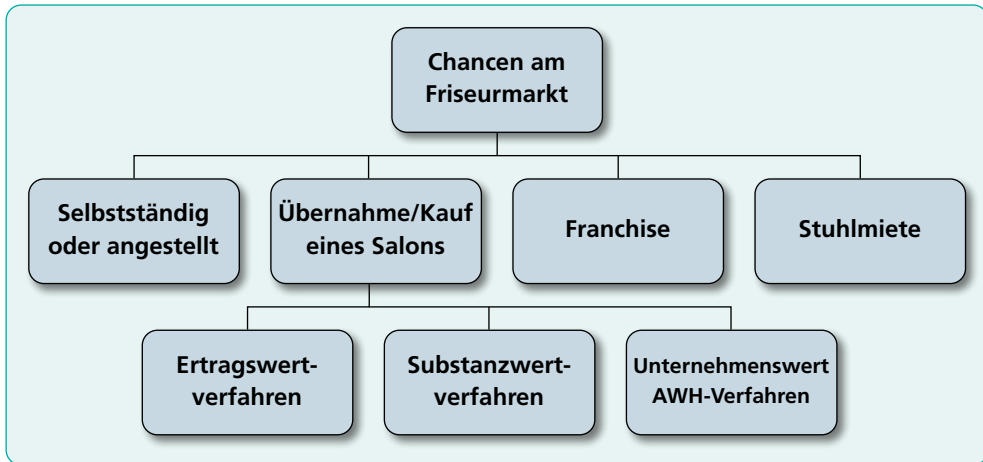 Chancen am
Friseurmarkt
Selbstständig
oder angestellt
Übernahme/Kauf
eines Salons
Franchise
Stuhlmiete
Ertragswert-
verfahren
Substanzwert-
verfahren
Unternehmenswert
AWH-Verfahren